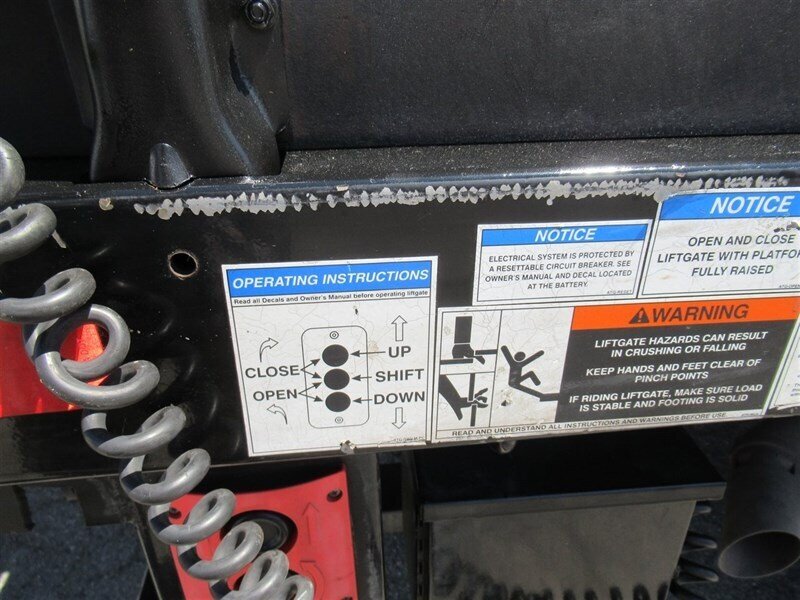 OPERATING INSTRUCTIONS
Read all Decals and Owner's Manual before operating liftgate
CLOSE
OPEN
UP
SHIFT
DOWN
NOTICE
ELECTRICAL SYSTEM IS PROTECTED BY
A RESETTABLE CIRCUIT BREAKER. SEE
OWNER'S MANUAL AND DECAL LOCATED
AT THE BATTERY.
NOTICE
OPEN AND CLOSE
LIFTGATE WITH PLATFOR
FULLY RAISED
WARNING
LIFTGATE HAZARDS CAN RESULT
IN CRUSHING OR FALLING
KEEP HANDS AND FEET CLEAR OF
PINCH POINTS
IF RIDING LIFTGATE, MAKE SURE LOAD
IS STABLE AND FOOTING IS SOLID
READ AND UNDERSTAND ALL INSTRUCTIONS AND WARNINGS BEFORE USE.